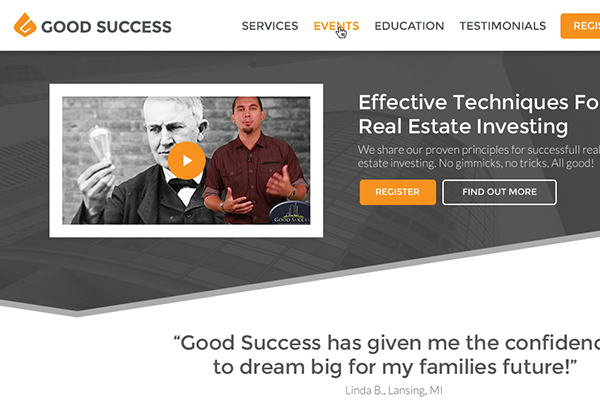 GOOD SUCCESS
SERVICES EVENTS EDUCATION TESTIMONIALS REGIS
Effective Techniques Fo
Real Estate Investing
We share our proven principles for successfull real
estate investing. No gimmicks, no tricks. All good!
REGISTER FIND OUT MORE
GOOD SUCCESS
“Good Success has given me the confidenc
to dream big for my families future!”
Linda B., Lansing, MI